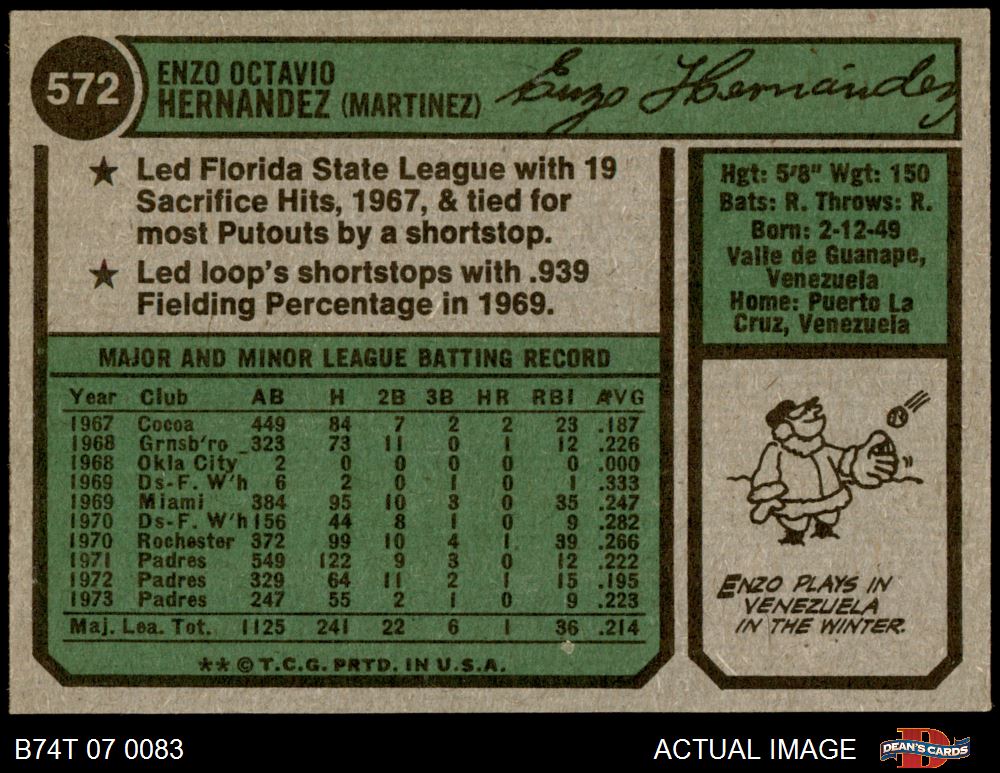 572
ENZO OCTAVIO
HERNANDEZ (MARTINEZ)
Enzo Hernández
★ Led Florida State League with 19
Sacrifice Hits, 1967, & tied for
most Putouts by a shortstop.
★ Led loop's shortstops with .939
Fielding Percentage in 1969.
MAJOR AND MINOR LEAGUE BATTING RECORD
Year Club AB H 2B 3B HR RBI AVG
1967 Cocoa 449 84 7 2 2 23 .187
1968 Grnsb'ro 323 73 11 0 1 12 .226
1968 Okla City 2 0 0 0 0 0 .000
1969 Ds-F. W'h 6 2 0 1 0 1 .333
1969 Miami 384 95 10 3 0 35 .247
1970 Ds-F. W'h 156 44 8 1 0 9 .282
1970 Rochester 372 99 10 4 1 39 .266
1971 Padres 549 122 9 3 0 12 .222
1972 Padres 329 64 11 2 1 15 .195
1973 Padres 247 55 2 1 0 9 .223
Maj. Lea. Tot. 1125 241 22 6 1 36 .214
** © T.C.G. PRTD. IN U.S.A.
Hgt: 5'8" Wgt: 150
Bats: R. Throws: R.
Born: 2-12-49
Valle de Guanape,
Venezuela
Home: Puerto La
Cruz, Venezuela
ENZO PLAYS IN
VENEZUELA
IN THE WINTER.
B74T 07 0083
ACTUAL IMAGE
DEAN'S CARDS